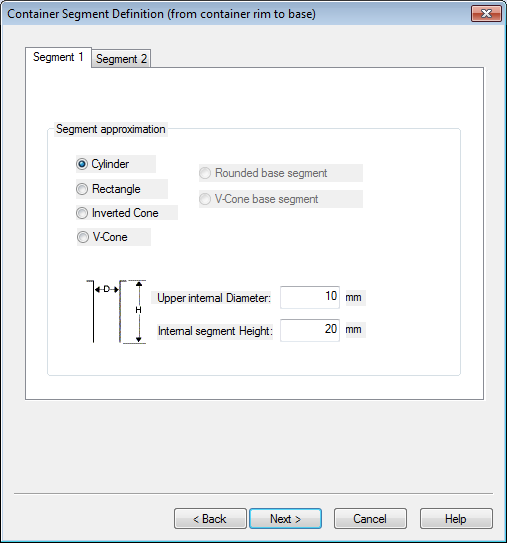 Container Segment Definition (from container rim to base)
Segment 1 Segment 2
Segment approximation
Cylinder
Rectangle
Inverted Cone
V-Cone
Rounded base segment
V-Cone base segment
D
H
Upper internal Diameter: 10 mm
Internal segment Height: 20 mm
< Back Next > Cancel Help